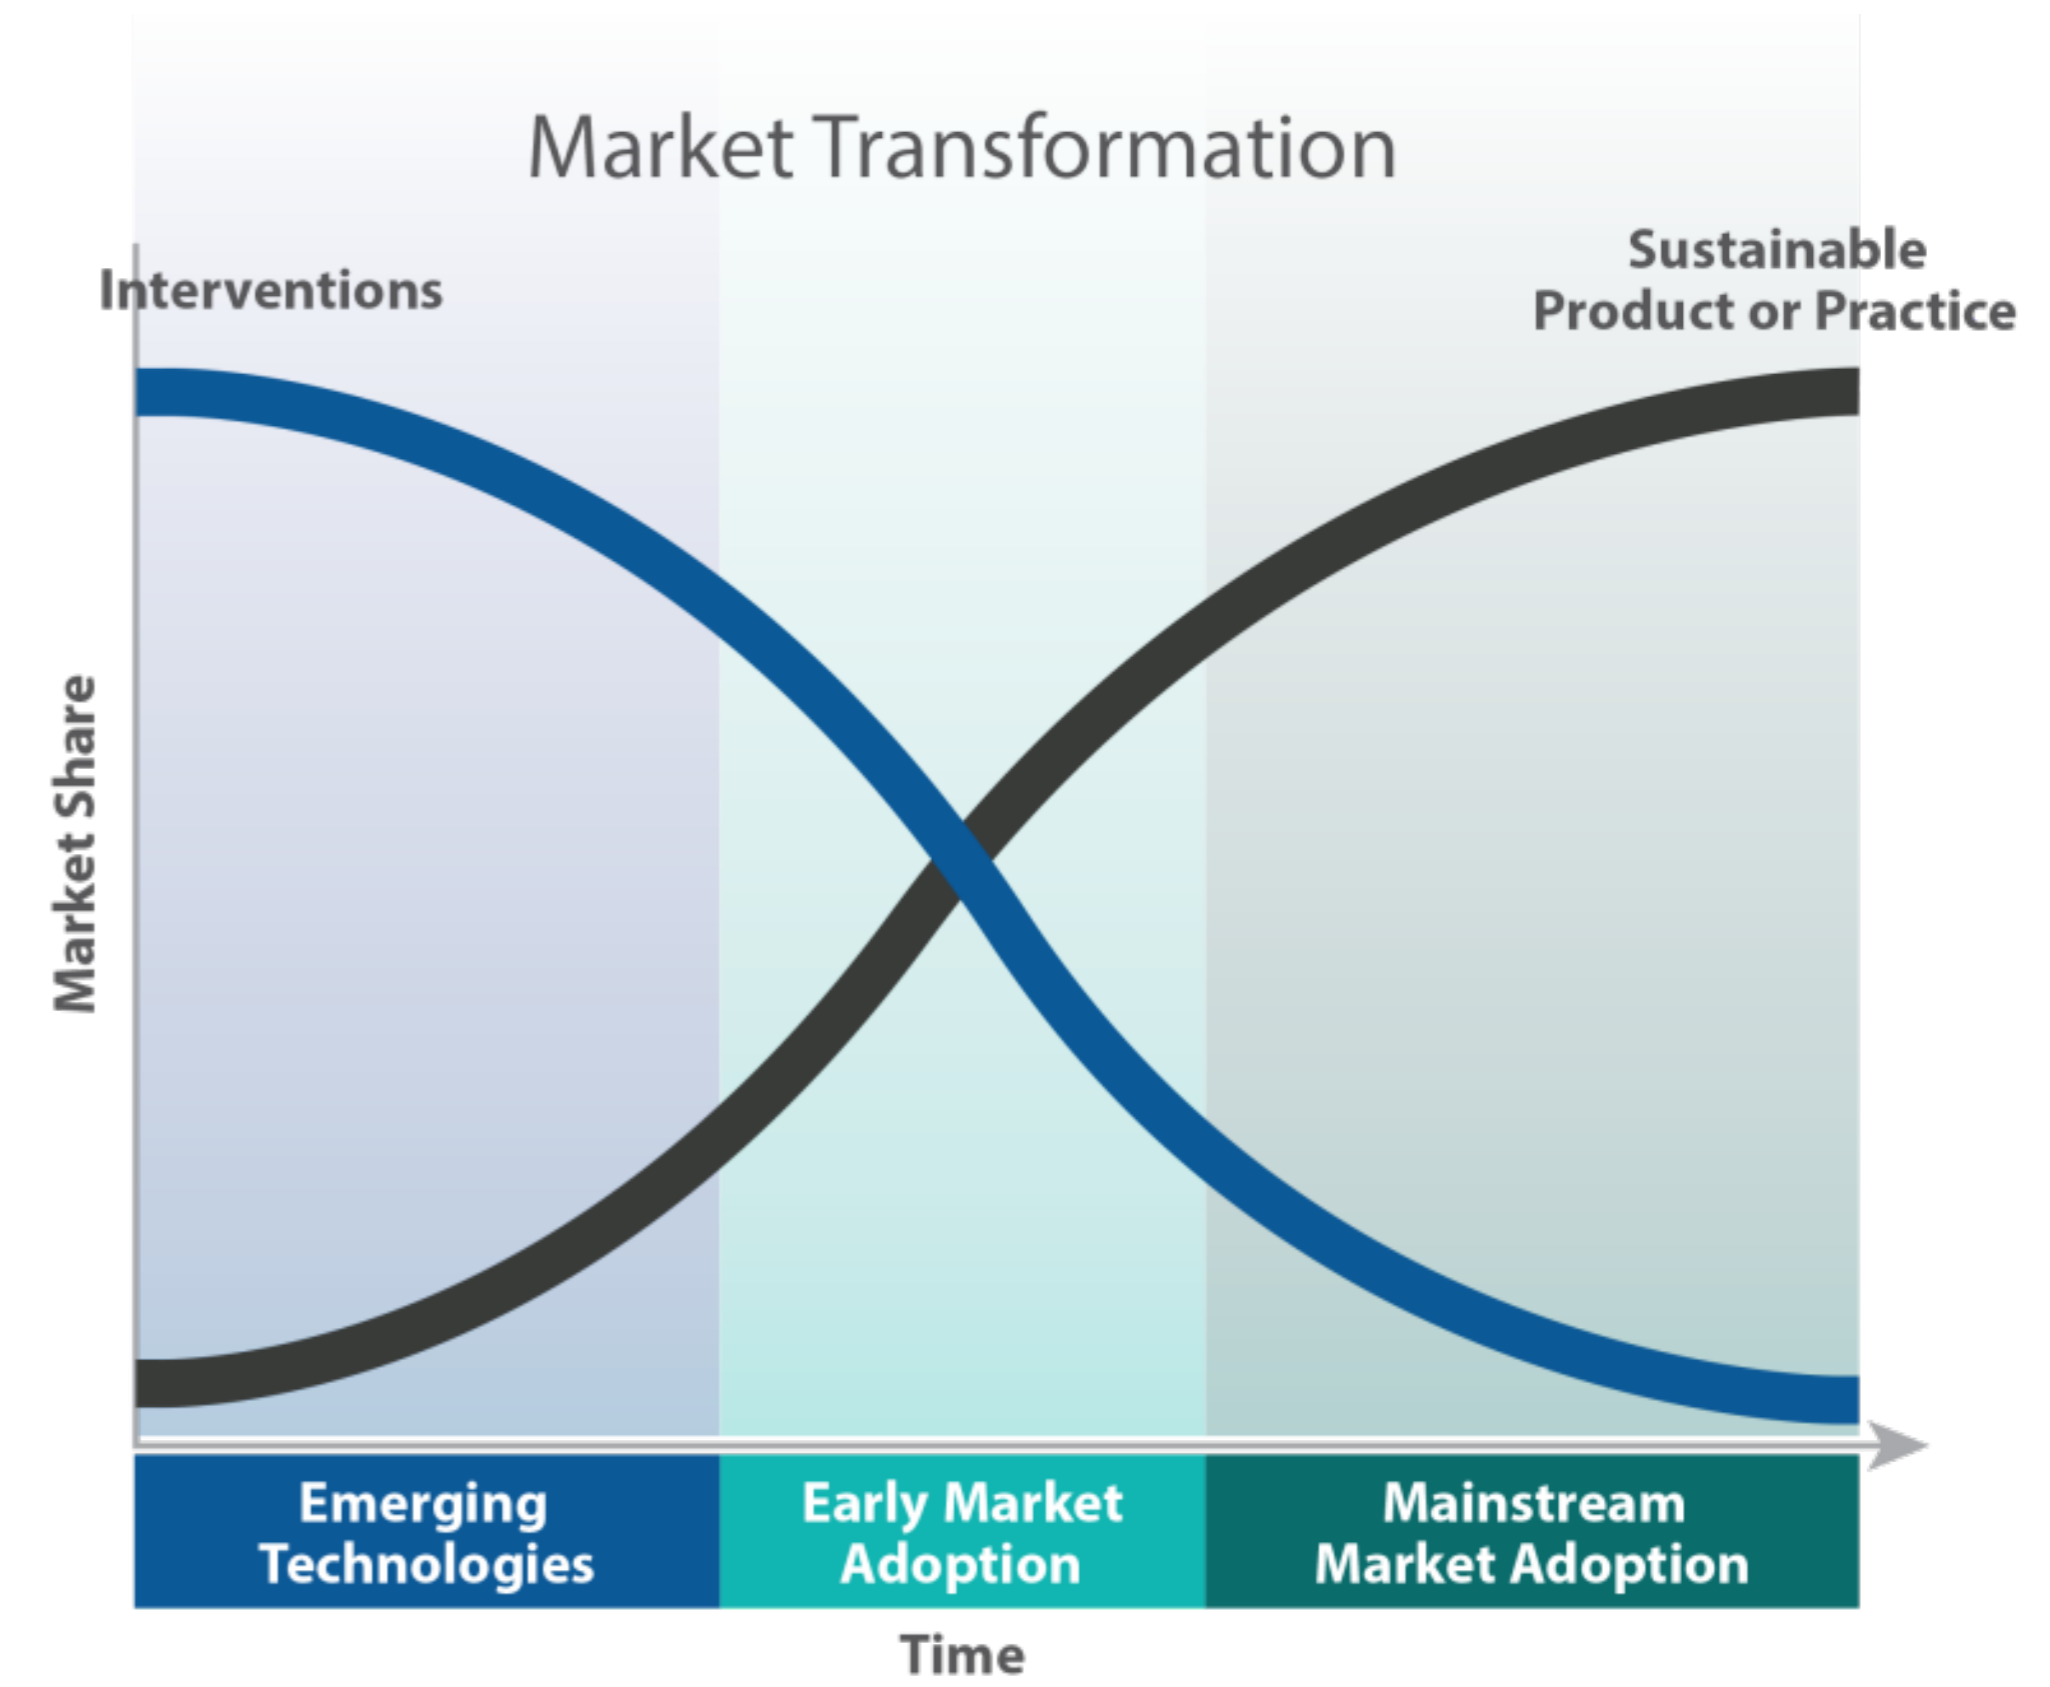 Market Transformation
Interventions
Sustainable
Product or Practice
Market Share
Emerging
Technologies
Early Market
Adoption
Mainstream
Market Adoption
Time